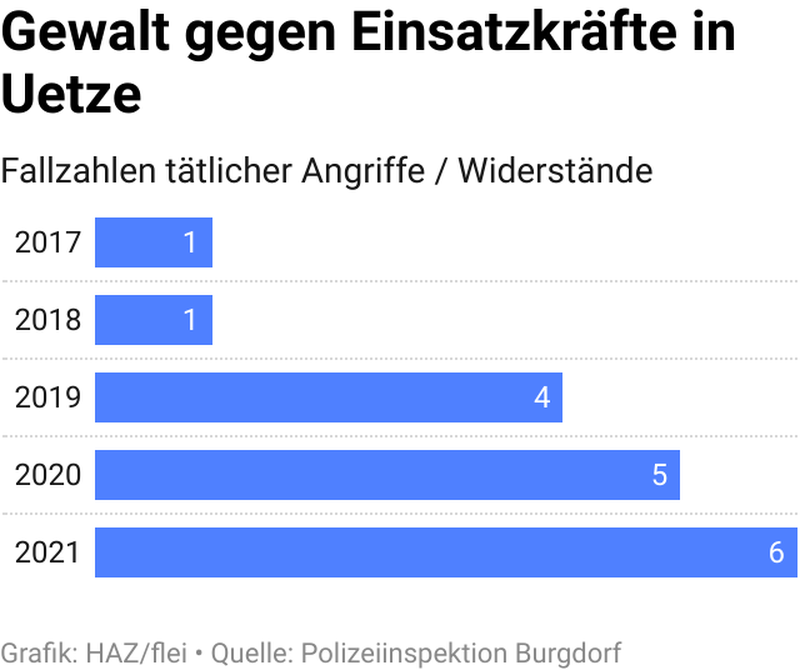 Gewalt gegen Einsatzkräfte in
Uetze
Fallzahlen tätlicher Angriffe / Widerstände
2017 1
2018 1
2019 4
2020 5
2021 6
Grafik: HAZ/flei • Quelle: Polizeiinspektion Burgdorf